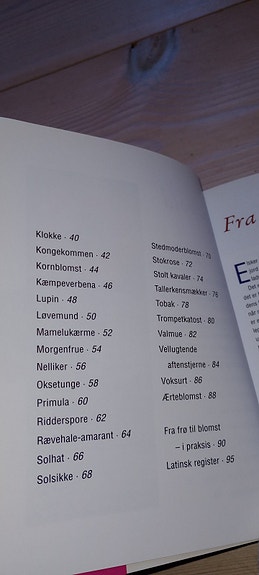 Klokke · 40
Kongekommen · 42
Kornblomst · 44
Kæmpeverbena · 46
Lupin · 48
Løvemund · 50
Mamelukærme · 52
Morgenfrue · 54
Nelliker · 56
Oksetunge · 58
Primula · 60
Ridderspore · 62
Rævehale-amarant · 64
Solhat · 66
Solsikke · 68
Stedmoderblomst · 70
Stokrose · 72
Stolt kavaler · 74
Tallerkensmækker · 76
Tobak · 78
Trompetkatost · 80
Valmue · 82
Vellugtende
aftenstjerne · 84
Voksurt · 86
Ærteblomst · 88
Fra frø til blomst
– i praksis · 90
Latinsk register · 95
Fra